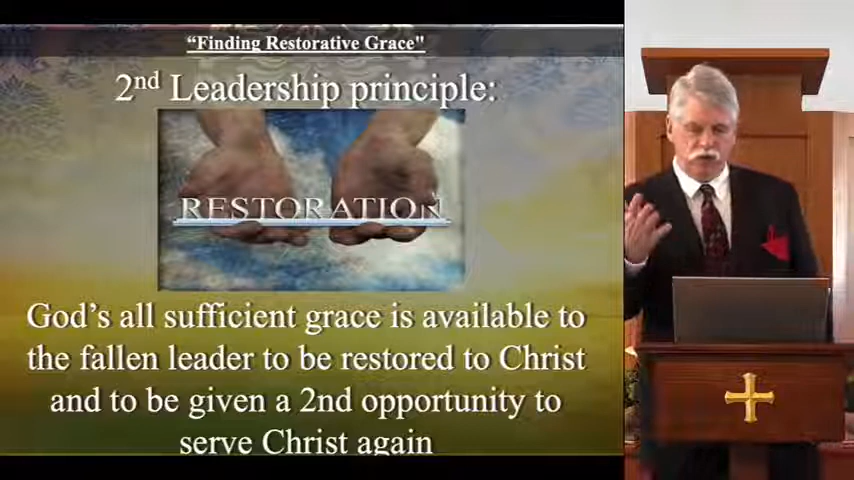 “Finding Restorative Grace"
2nd Leadership principle:
RESTORATION
God’s all sufficient grace is available to
the fallen leader to be restored to Christ
and to be given a 2nd opportunity to
serve Christ again